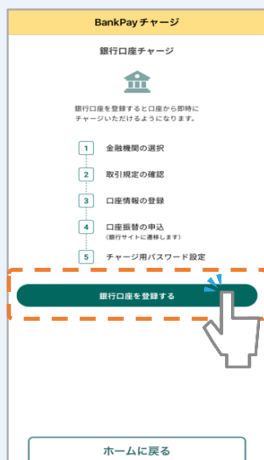 BankPay チャージ
銀行口座チャージ
銀行口座を登録すると口座から即時に
チャージいただけるようになります。
1 金融機関の選択
2 取引規定の確認
3 口座情報の登録
4 口座振替の申込
(銀行サイトに遷移します)
5 チャージ用パスワード設定
銀行口座を登録する
ホームに戻る